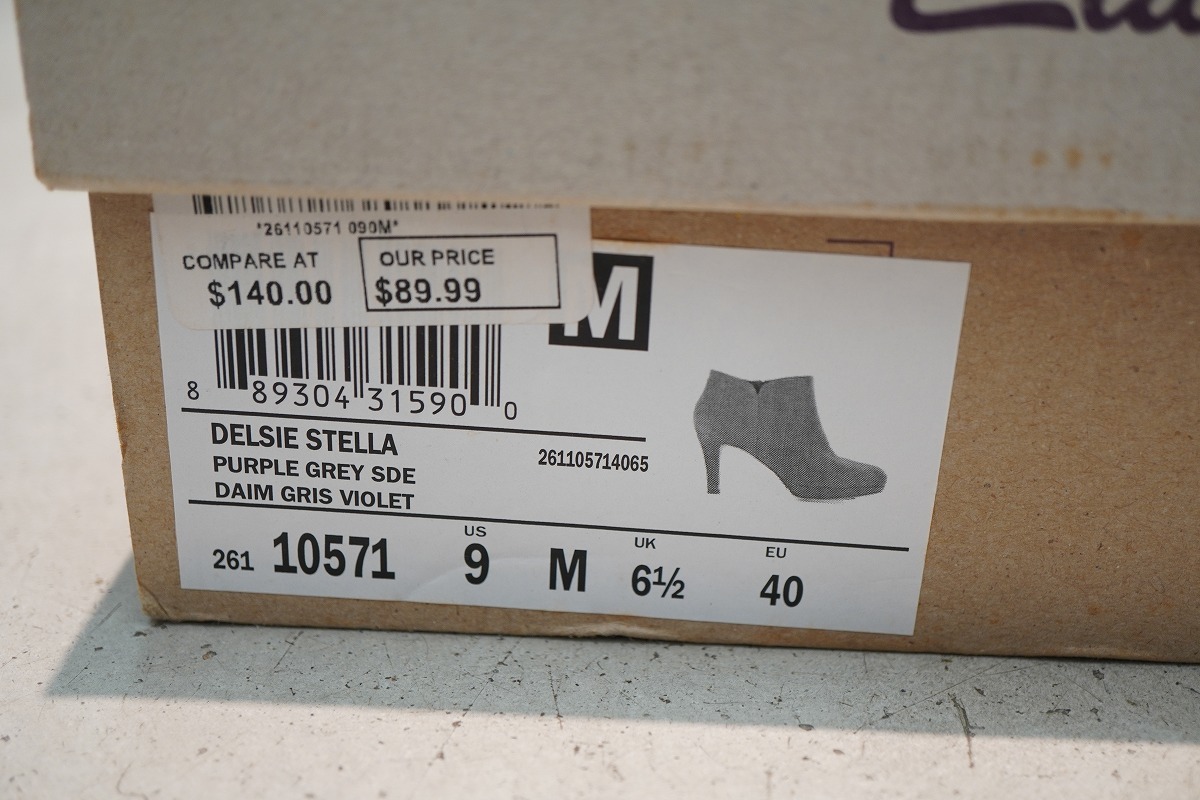 *26110571 090M*
COMPARE AT
$140.00
OUR PRICE
$89.99
M
8 89304 31590 0
DELSIE STELLA
PURPLE GREY SDE
DAIM GRIS VIOLET
261105714065
261 10571 US 9 M UK 6½ EU 40